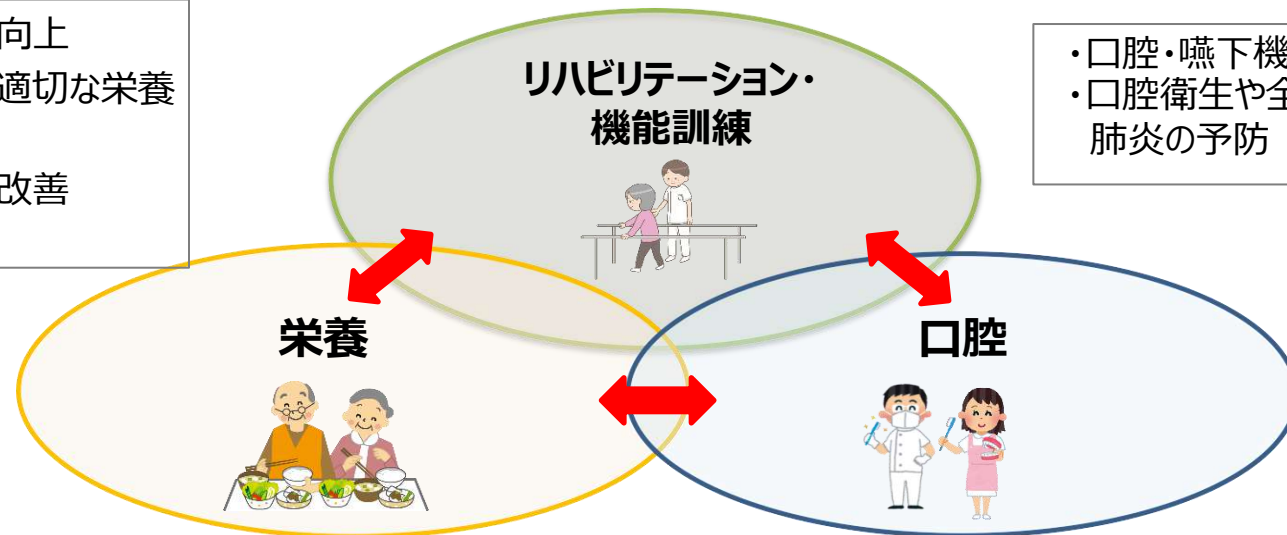 向上
適切な栄養
改善
リハビリテーション・
機能訓練
・口腔・嚥下機
・口腔衛生や全
肺炎の予防
栄養
口腔